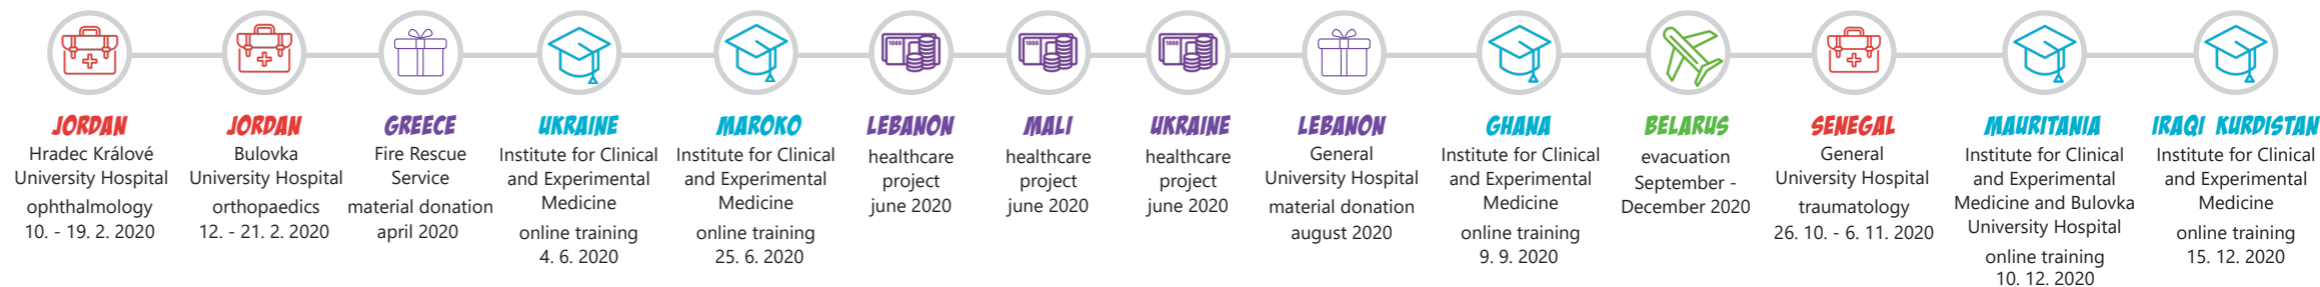 JORDAN
Hradec Králové
University Hospital
ophthalmology
10. - 19. 2. 2020
JORDAN
Bulovka
University Hospital
orthopaedics
12. - 21. 2. 2020
GREECE
Fire Rescue
Service
material donation
april 2020
UKRAINE
Institute for Clinical
and Experimental
Medicine
online training
4. 6. 2020
MAROKO
Institute for Clinical
and Experimental
Medicine
online training
25. 6. 2020
1000
LEBANON
healthcare
project
june 2020
1000
MALI
healthcare
project
june 2020
1000
UKRAINE
healthcare
project
june 2020
LEBANON
General
University Hospital
material donation
august 2020
GHANA
Institute for Clinical
and Experimental
Medicine
online training
9. 9. 2020
BELARUS
evacuation
September -
December 2020
SENEGAL
General
University Hospital
traumatology
26. 10. - 6. 11. 2020
MAURITANIA
Institute for Clinical
and Experimental
Medicine and Bulovka
University Hospital
online training
10. 12. 2020
IRAQI KURDISTAN
Institute for Clinical
and Experimental
Medicine
online training
15. 12. 2020